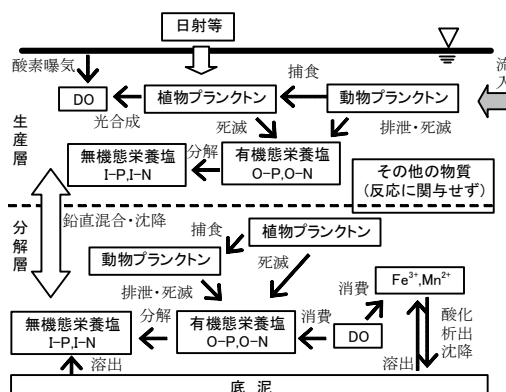 日射等
酸素曝気
捕食
流
入
DO
植物プランクトン
動物プランクトン
光合成
死滅
排泄・死滅
生
産
層
分解
無機態栄養塩
I-P,I-N
有機態栄養塩
O-P,O-N
その他の物質
(反応に関与せず)
鉛直混合・沈降
分
解
層
捕食
植物プランクトン
動物プランクトン
死滅
排泄・死滅
消費
Fe³⁺,Mn²⁺
無機態栄養塩
I-P,I-N
分解
有機態栄養塩
O-P,O-N
消費
DO
酸化
析出
沈降
溶出
溶出
底 泥